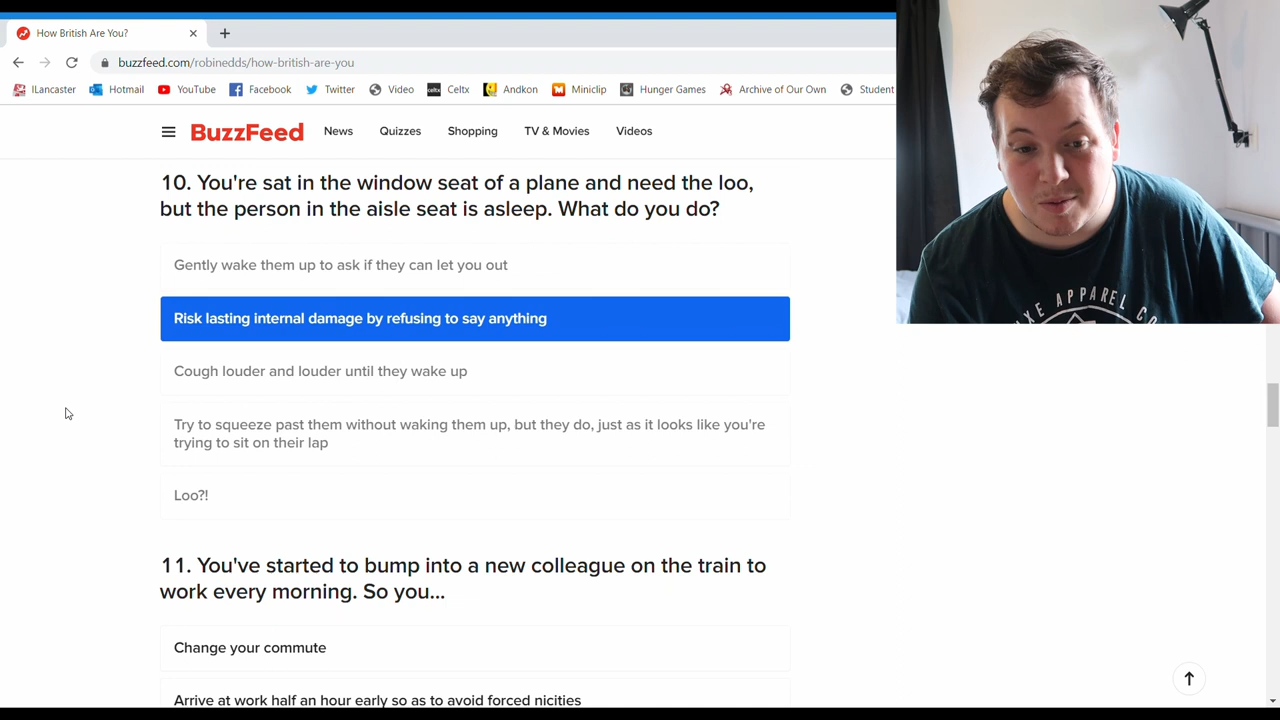 How British Are You?
buzzfeed.com/robinedds/how-british-are-you
ILancaster Hotmail YouTube Facebook Twitter Video celtx Celtx Andkon Miniclip Hunger Games Archive of Our Own Student
BuzzFeed News Quizzes Shopping TV & Movies Videos
10. You're sat in the window seat of a plane and need the loo,
but the person in the aisle seat is asleep. What do you do?
Gently wake them up to ask if they can let you out
Risk lasting internal damage by refusing to say anything
Cough louder and louder until they wake up
Try to squeeze past them without waking them up, but they do, just as it looks like you're
trying to sit on their lap
Loo?!
11. You've started to bump into a new colleague on the train to
work every morning. So you...
Change your commute
Arrive at work half an hour early so as to avoid forced nicities
APPAREL